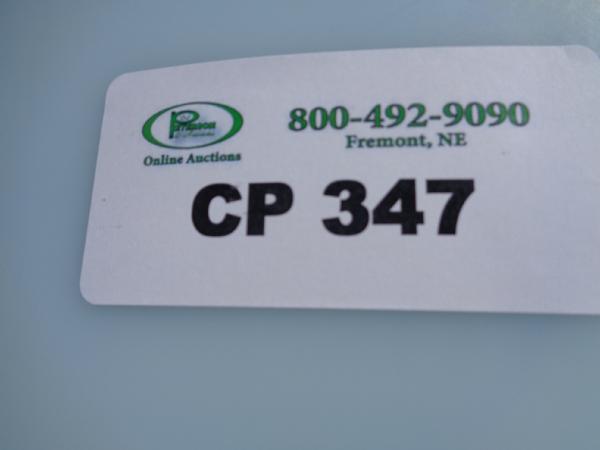 800-492-9090
Fremont, NE
Online Auctions
CP 347